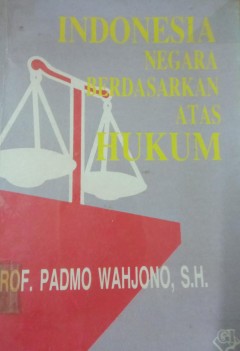 INDONESIA
NEGARA
BERDASARKAN
ATAS
HUKUM
ROF. PADMO WAHJONO, S.H.